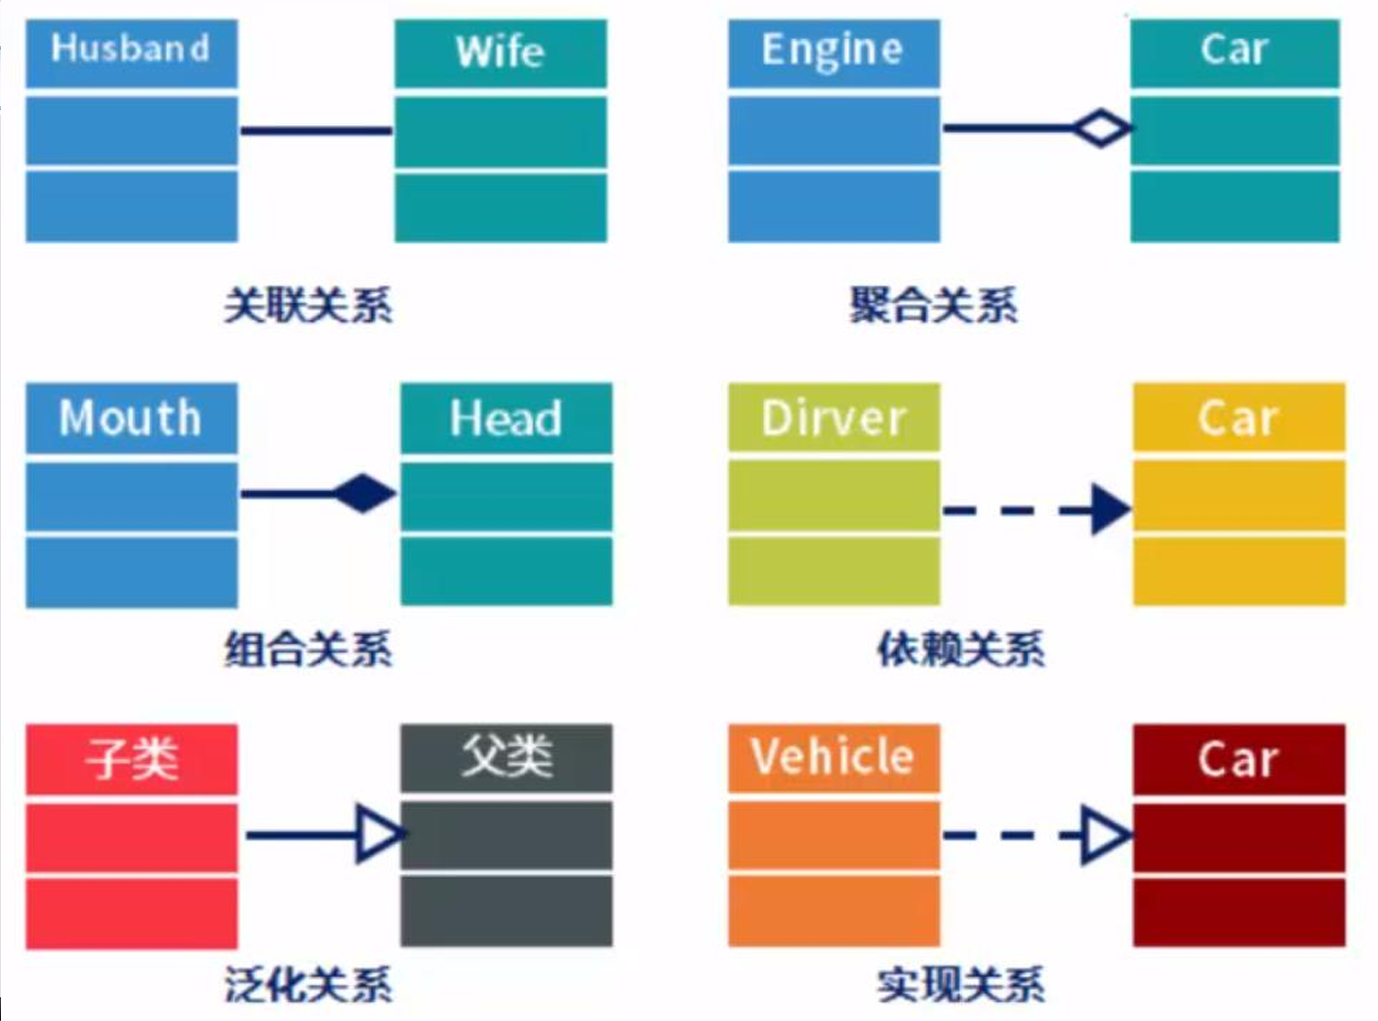 Husband
Wife
Engine
Car
关联关系
聚合关系
Mouth
Head
Dirver
Car
组合关系
依赖关系
子类
父类
Vehicle
Car
泛化关系
实现关系